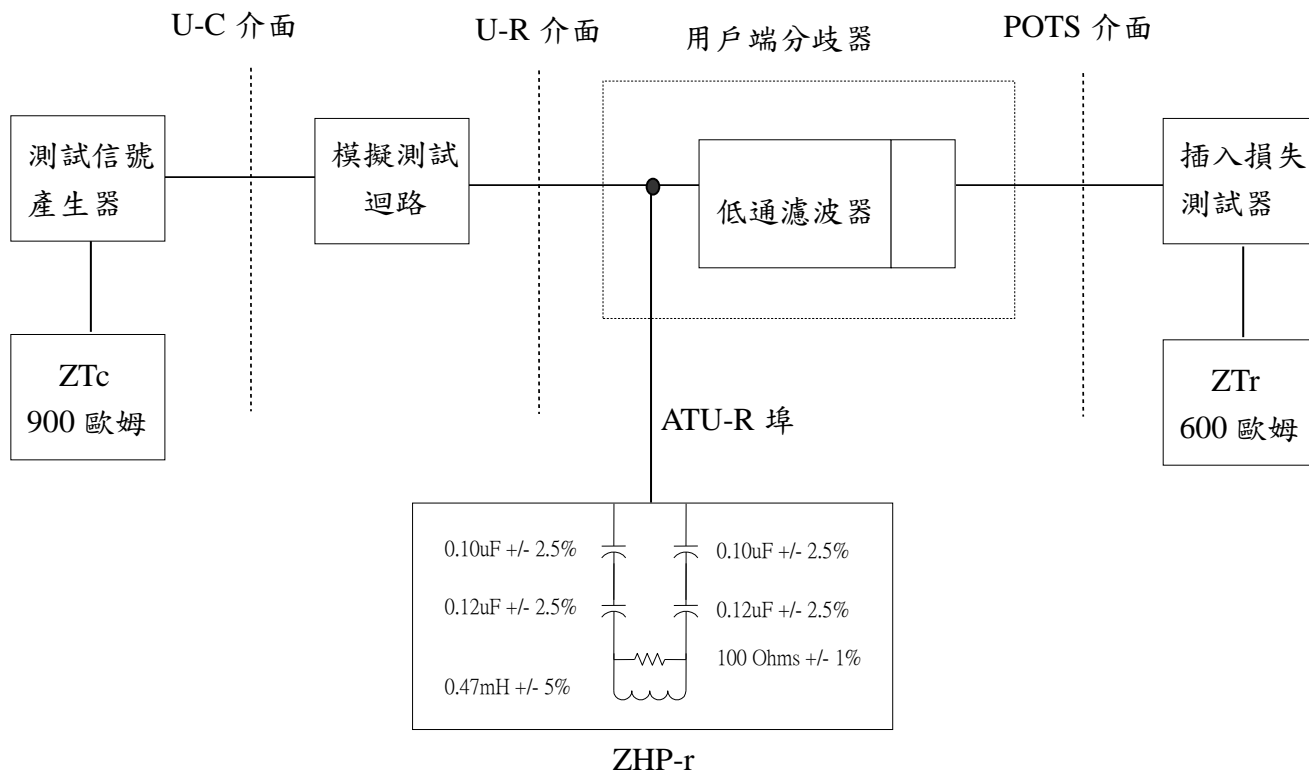 U-C 介面
U-R 介面
用戶端分歧器
POTS 介面
測試信號
產生器
模擬測試
迴路
低通濾波器
插入損失
測試器
ZTc
900 歐姆
ZTr
600 歐姆
ATU-R 埠
0.10uF +/- 2.5%
0.10uF +/- 2.5%
0.12uF +/- 2.5%
0.12uF +/- 2.5%
100 Ohms +/- 1%
0.47mH +/- 5%
ZHP-r